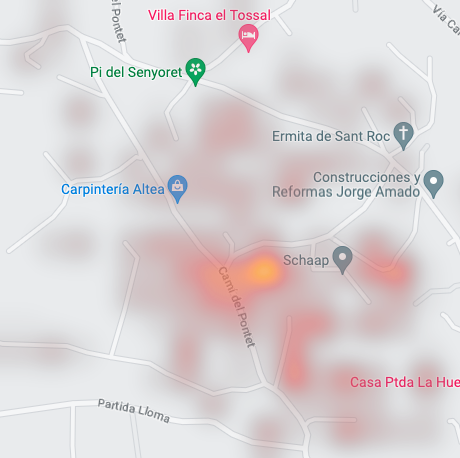 del Pontet
Villa Finca el Tossal
Via Ca
Pi del Senyoret
Ermita de Sant Roc
Construcciones y
Reformas Jorge Amado
Carpintería Altea
Schaap
Camí del Pontet
Casa Ptda La Hue
Partida Lloma